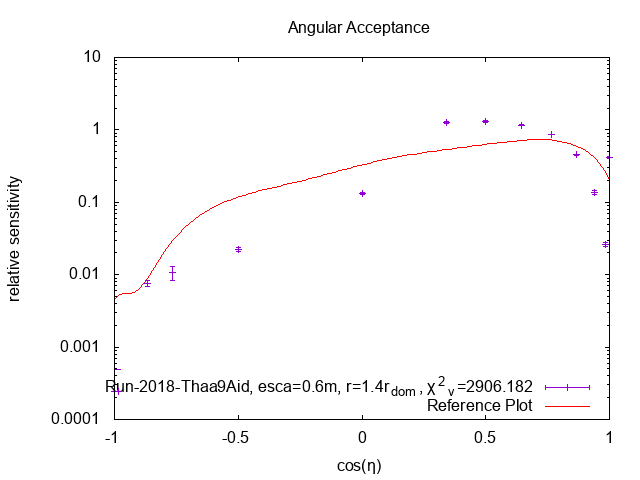 Angular Acceptance
relative sensitivity
10
1
0.1
0.01
0.001
0.0001
Run-2018-Thaa9Aid, esca=0.6m, r=1.4r_dom, χ²_ν=2906.182
Reference Plot
-1 -0.5 0 0.5 1
cos(η)